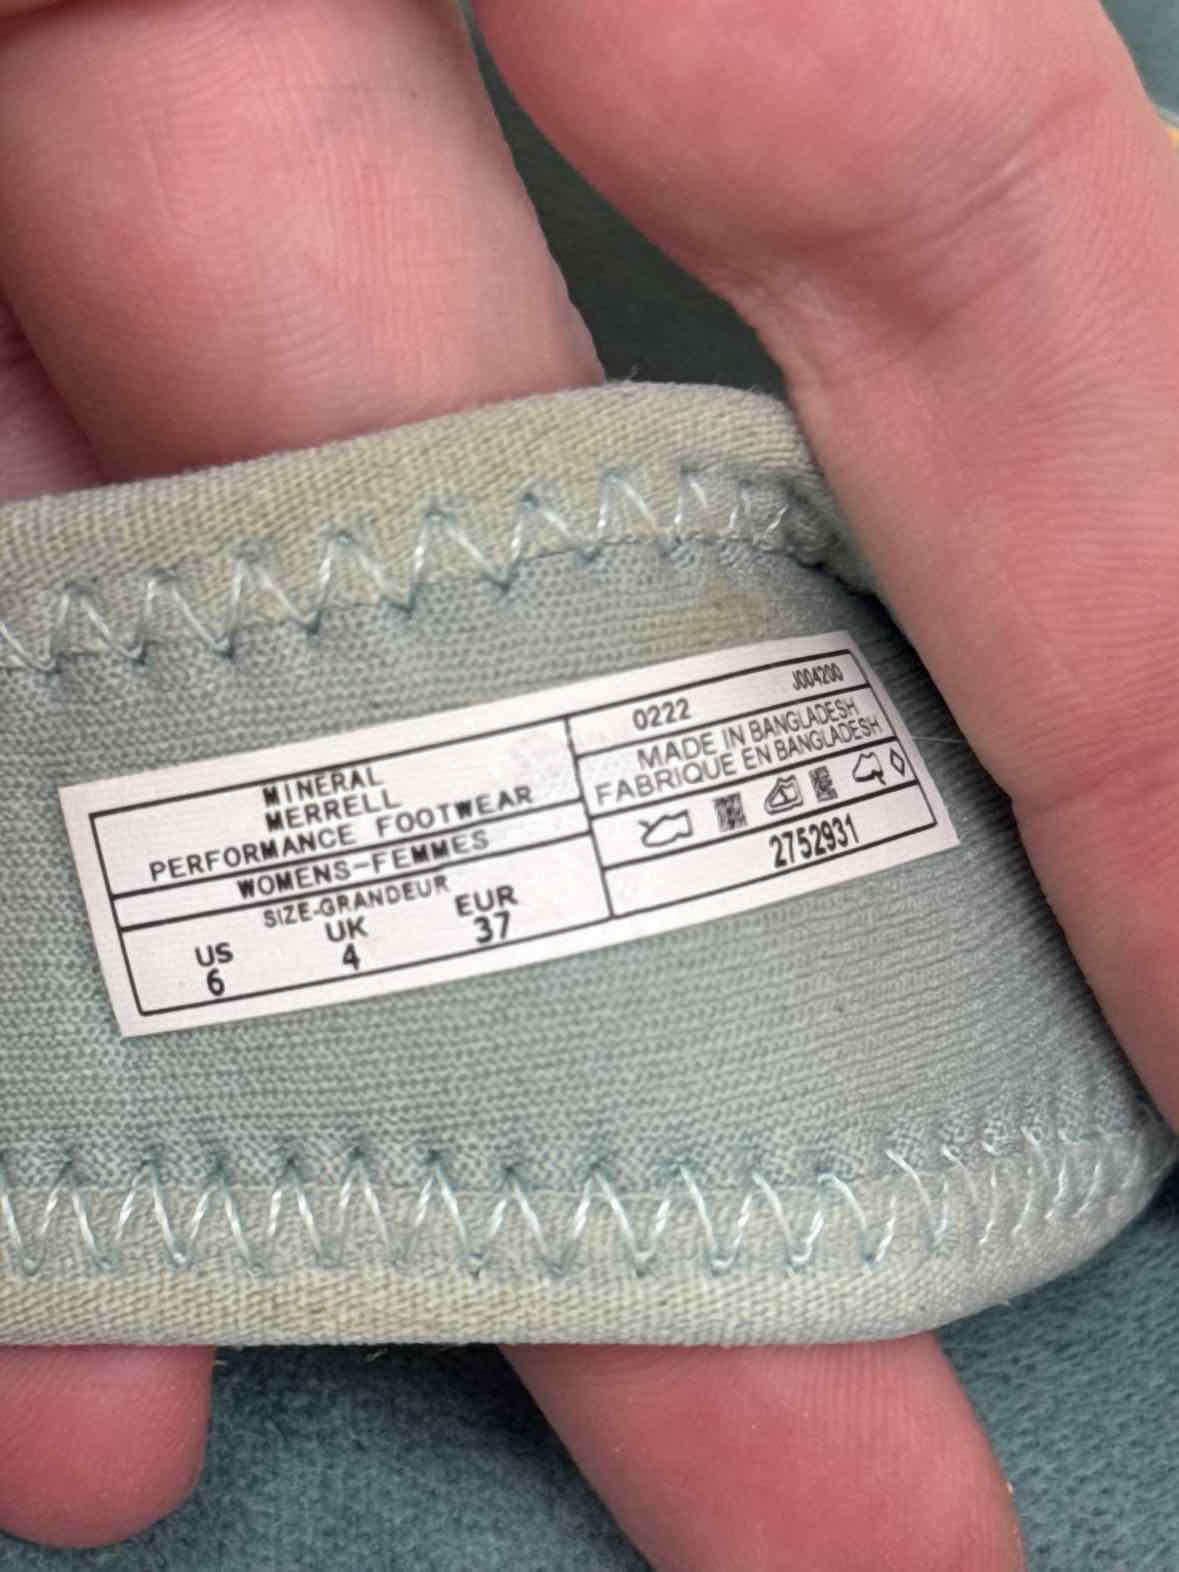 MINERAL
MERRELL
PERFORMANCE FOOTWEAR
WOMENS-FEMMES
SIZE-GRANDEUR
US UK EUR
6 4 37
0222 J004200
MADE IN BANGLADESH
FABRIQUE EN BANGLADESH
2752931